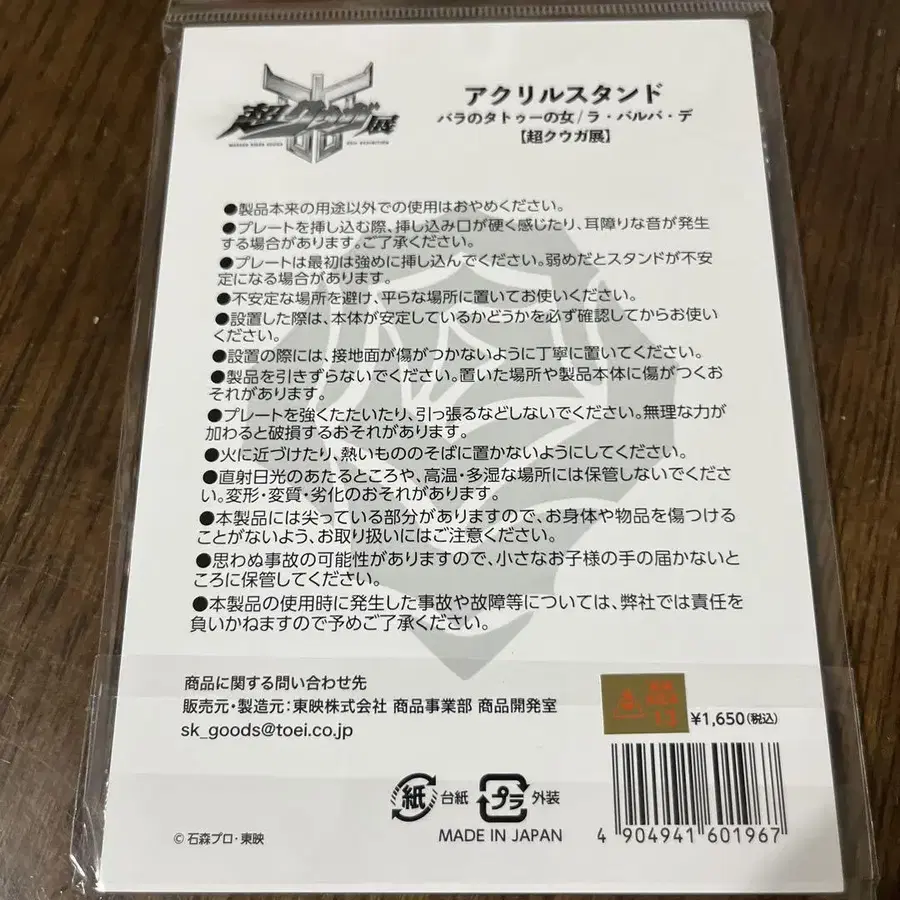 超クウガ展
アクリルスタンド
バラのタトゥーの女/ラ・バルバ・デ
【超クウガ展】
●製品本来の用途以外での使用はおやめください。
●プレートを挿し込む際、挿し込み口が硬く感じたり、耳障りな音が発生
する場合があります。ご了承ください。
●プレートは最初は強めに挿し込んでください。弱めだとスタンドが不安
定になる場合があります。
●不安定な場所を避け、平らな場所に置いてお使いください。
●設置した際は、本体が安定しているかどうかを必ず確認してからお使い
ください。
●設置の際には、接地面が傷がつかないように丁寧に置いてください。
●製品を引きずらないでください。置いた場所や製品本体に傷がつくお
それがあります。
●プレートを強くたたいたり、引っ張るなどしないでください。無理な力が
加わると破損するおそれがあります。
●火に近づけたり、熱いもののそばに置かないようにしてください。
●直射日光のあたるところや、高温・多湿な場所には保管しないでくださ
い。変形・変質・劣化のおそれがあります。
●本製品には尖っている部分がありますので、お身体や物品を傷つける
ことがないよう、お取り扱いにはご注意ください。
●思わぬ事故の可能性がありますので、小さなお子様の手の届かないと
ころに保管してください。
●本製品の使用時に発生した事故や故障等については、弊社では責任を
負いかねますので予めご了承ください。
商品に関する問い合わせ先
販売元・製造元：東映株式会社 商品事業部 商品開発室
sk_goods@toei.co.jp
¥1,650(税込)
紙 台紙 プラ 外装
MADE IN JAPAN
© 石森プロ・東映
4 904941 601967